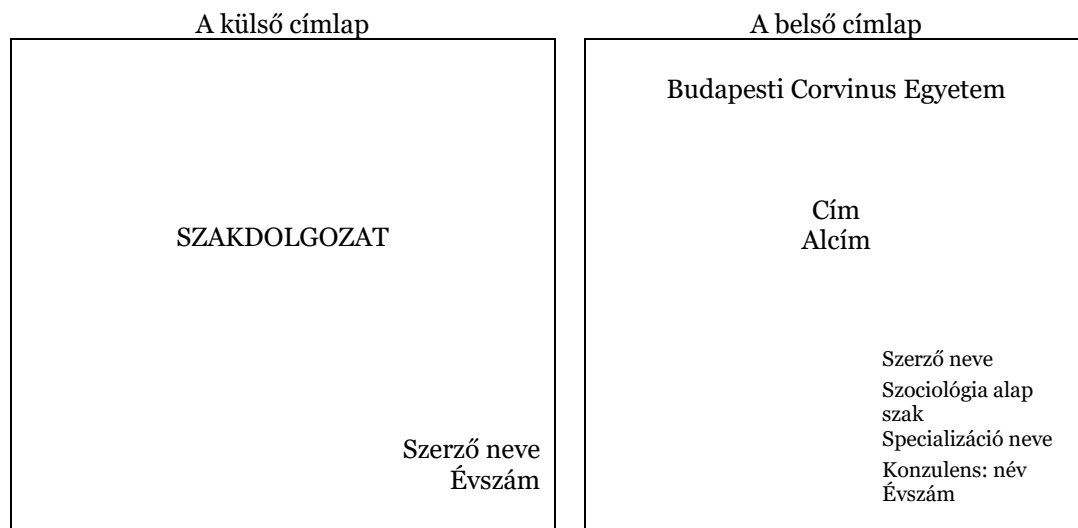 A külső címlap
SZAKDOLGOZAT
Szerző neve
Évszám
A belső címlap
Budapesti Corvinus Egyetem
Cím
Alcím
Szerző neve
Szociológia alap
szak
Specializáció neve
Konzulens: név
Évszám